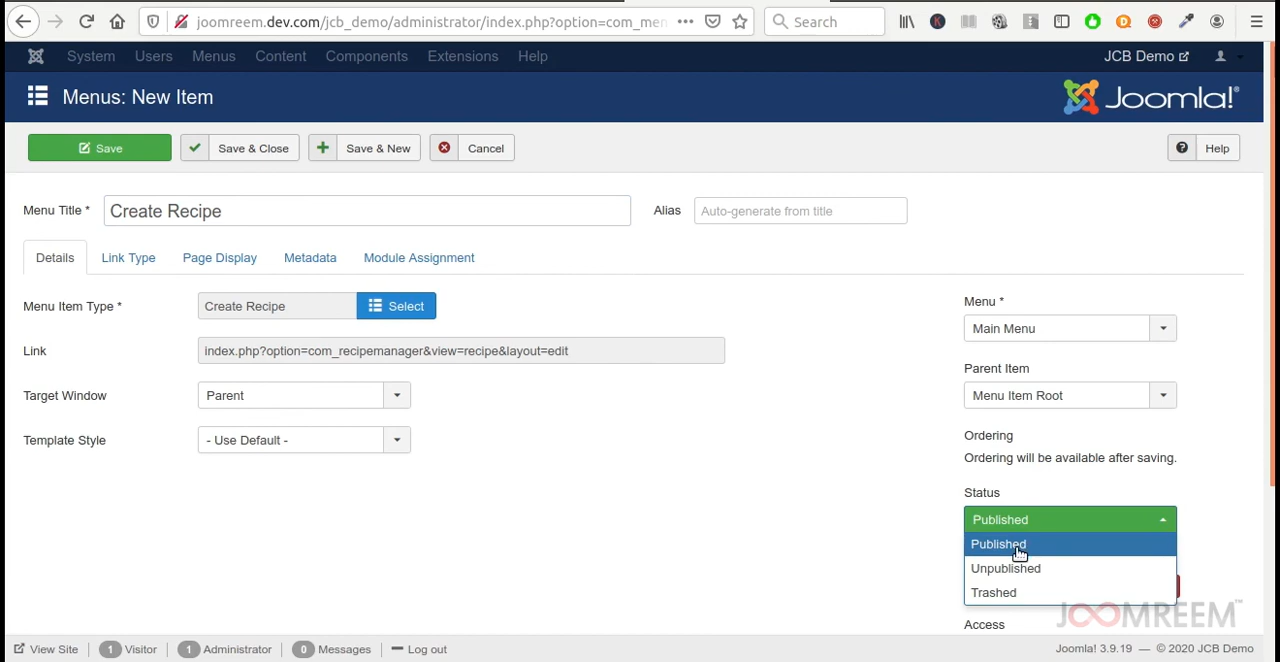 joomreem.dev.com/jcb_demo/administrator/index.php?option=com_men
Search
System Users Menus Content Components Extensions Help
JCB Demo
Menus: New Item
Joomla!®
Save
Save & Close
Save & New
Cancel
Help
Menu Title * Create Recipe
Alias Auto-generate from title
Details Link Type Page Display Metadata Module Assignment
Menu Item Type * Create Recipe Select
Link index.php?option=com_recipemanager&view=recipe&layout=edit
Target Window Parent
Template Style - Use Default -
Menu *
Main Menu
Parent Item
Menu Item Root
Ordering
Ordering will be available after saving.
Status
Published
Published
Unpublished
Trashed
Access
JOOMREEM™
View Site 1 Visitor 1 Administrator 0 Messages Log out
Joomla! 3.9.19 — © 2020 JCB Demo